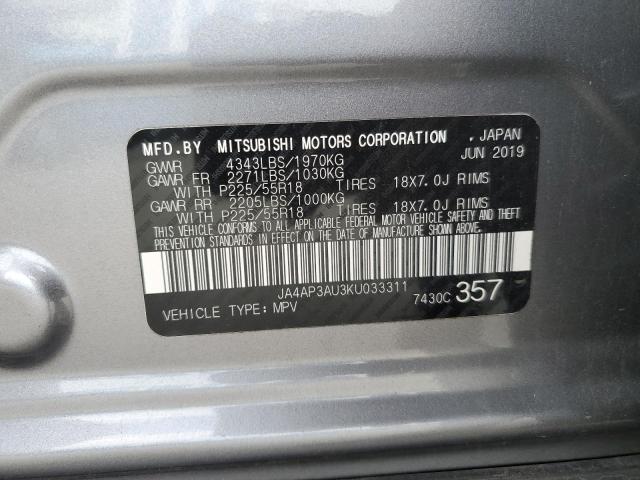 MFD.BY MITSUBISHI MOTORS CORPORATION , JAPAN
GVWR 4343LBS/1970KG JUN 2019
GAWR FR 2271LBS/1030KG
WITH P225/55R18 TIRES 18X7.0J RIMS
GAWR RR 2205LBS/1000KG
WITH P225/55R18 TIRES 18X7.0J RIMS
THIS VEHICLE CONFORMS TO ALL APPLICABLE FEDERAL MOTOR VEHICLE SAFETY AND THEFT
PREVENTION STANDARDS IN EFFECT ON THE DATE OF MANUFACTURE SHOWN ABOVE.
JA4AP3AU3KU033311 7430C 357
VEHICLE TYPE: MPV